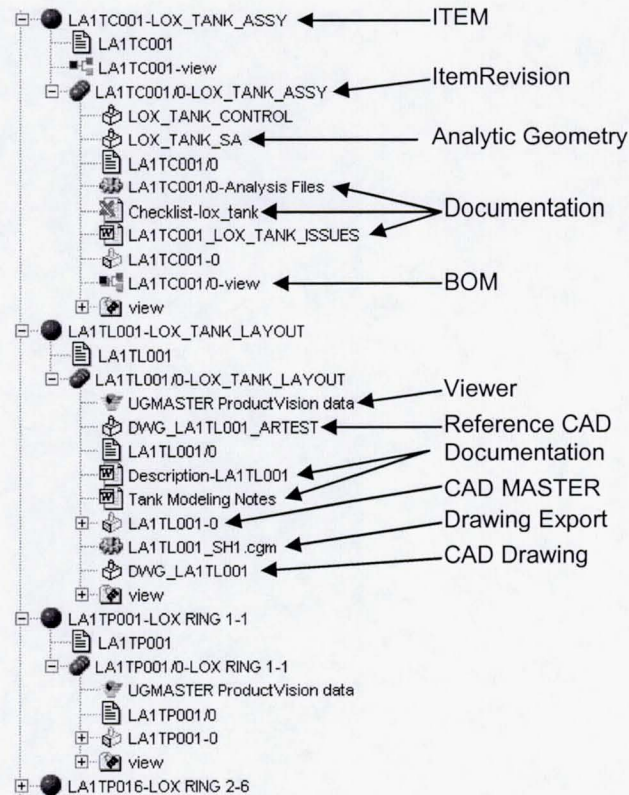 LA1TC001-LOX_TANK_ASSY ITEM
LA1TC001
LA1TC001-view
LA1TC001/0-LOX_TANK_ASSY ItemRevision
LOX_TANK_CONTROL
LOX_TANK_SA Analytic Geometry
LA1TC001/0
LA1TC001/0-Analysis Files
Checklist-lox_tank Documentation
LA1TC001_LOX_TANK_ISSUES
LA1TC001-0
LA1TC001/0-view BOM
view
LA1TL001-LOX_TANK_LAYOUT
LA1TL001
LA1TL001/0-LOX_TANK_LAYOUT
UGMASTER ProductVision data Viewer
DWG_LA1TL001_ARTEST Reference CAD
LA1TL001/0 Documentation
Description-LA1TL001
Tank Modeling Notes CAD MASTER
LA1TL001-0 Drawing Export
LA1TL001_SH1.cgm
DWG_LA1TL001 CAD Drawing
view
LA1TP001-LOX RING 1-1
LA1TP001
LA1TP001/0-LOX RING 1-1
UGMASTER ProductVision data
LA1TP001/0
LA1TP001-0
view
LA1TP016-LOX RING 2-6